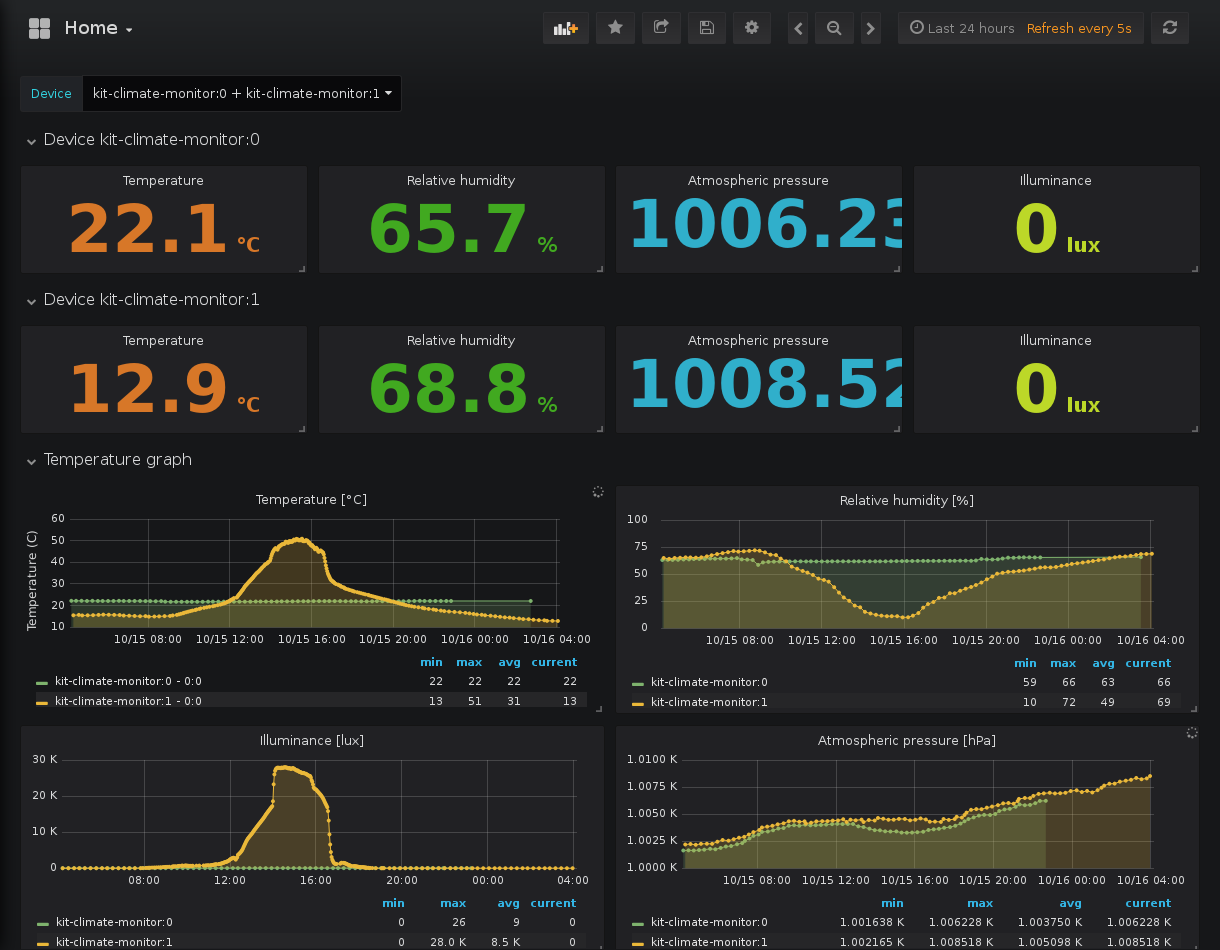 Home
Last 24 hours Refresh every 5s
Device kit-climate-monitor:0 + kit-climate-monitor:1
Device kit-climate-monitor:0
Temperature Relative humidity Atmospheric pressure Illuminance
22.1 °C 65.7 % 1006.23 0 lux
Device kit-climate-monitor:1
Temperature Relative humidity Atmospheric pressure Illuminance
12.9 °C 68.8 % 1008.52 0 lux
Temperature graph
Temperature [°C]
Temperature (C)
60
50
40
30
20
10
10/15 08:00 10/15 12:00 10/15 16:00 10/15 20:00 10/16 00:00 10/16 04:00
min max avg current
kit-climate-monitor:0 - 0:0 22 22 22 22
kit-climate-monitor:1 - 0:0 13 51 31 13
Relative humidity [%]
100
75
50
25
0
10/15 08:00 10/15 12:00 10/15 16:00 10/15 20:00 10/16 00:00 10/16 04:00
min max avg current
kit-climate-monitor:0 59 66 63 66
kit-climate-monitor:1 10 72 49 69
Illuminance [lux]
30 K
20 K
10 K
0
08:00 12:00 16:00 20:00 00:00 04:00
min max avg current
kit-climate-monitor:0 0 26 9 0
kit-climate-monitor:1 0 28.0 K 8.5 K 0
Atmospheric pressure [hPa]
1.0100 K
1.0075 K
1.0050 K
1.0025 K
1.0000 K
10/15 08:00 10/15 12:00 10/15 16:00 10/15 20:00 10/16 00:00 10/16 04:00
min max avg current
kit-climate-monitor:0 1.001638 K 1.006228 K 1.003750 K 1.006228 K
kit-climate-monitor:1 1.002165 K 1.008518 K 1.005098 K 1.008518 K